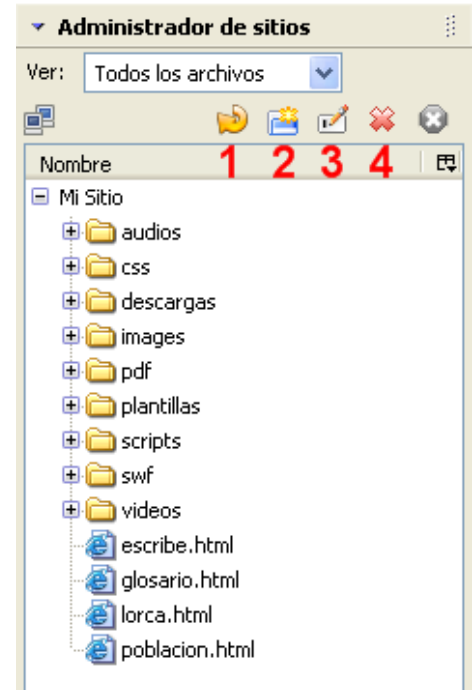 Administrador de sitios
Ver: Todos los archivos
1 2 3 4
Nombre
Mi Sitio
audios
css
descargas
images
pdf
plantillas
scripts
swf
videos
escribe.html
glosario.html
lorca.html
poblacion.html